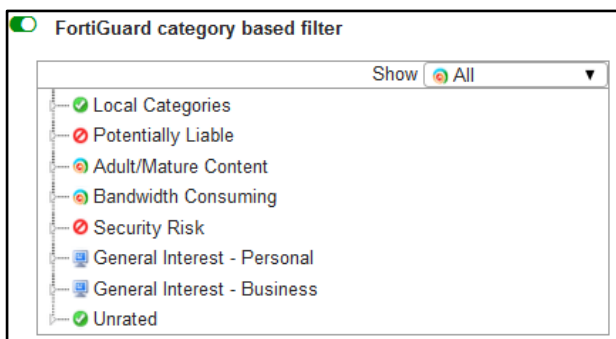 FortiGuard category based filter
Show All
Local Categories
Potentially Liable
Adult/Mature Content
Bandwidth Consuming
Security Risk
General Interest - Personal
General Interest - Business
Unrated